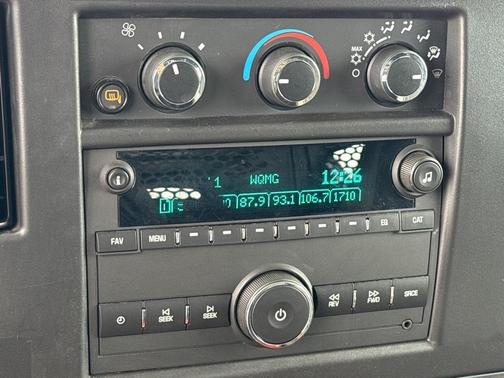 MAX
'1 WQMG 12:26
87.9 93.1 106.7 1710
FAV MENU EQ CAT
SEEK SEEK REV FWD SRCE